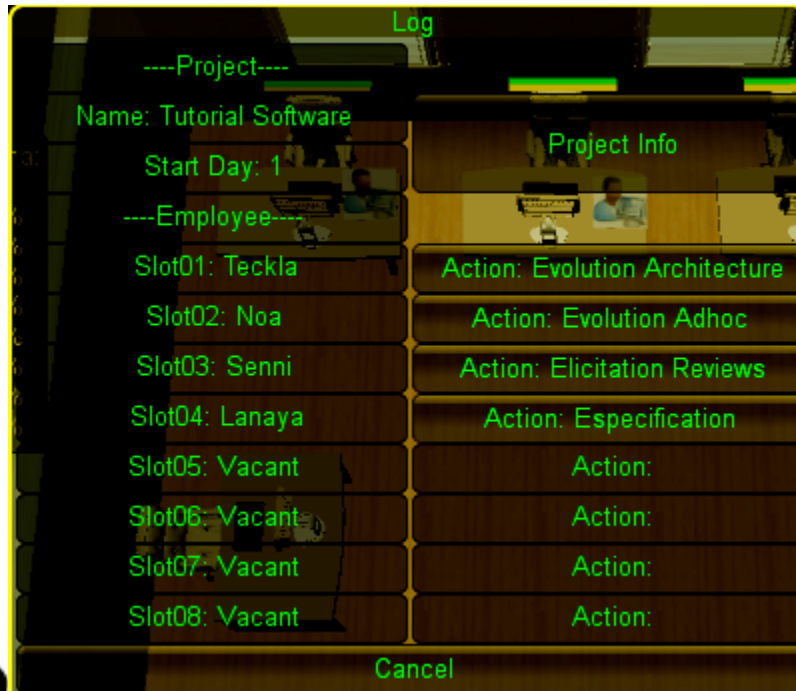 Log
----Project----
Name: Tutorial Software
Project Info
Start Day: 1
----Employee----
Slot01: Teckla
Action: Evolution Architecture
Slot02: Noa
Action: Evolution Adhoc
Slot03: Senni
Action: Elicitation Reviews
Slot04: Lanaya
Action: Especification
Slot05: Vacant
Action:
Slot06: Vacant
Action:
Slot07: Vacant
Action:
Slot08: Vacant
Action:
Cancel